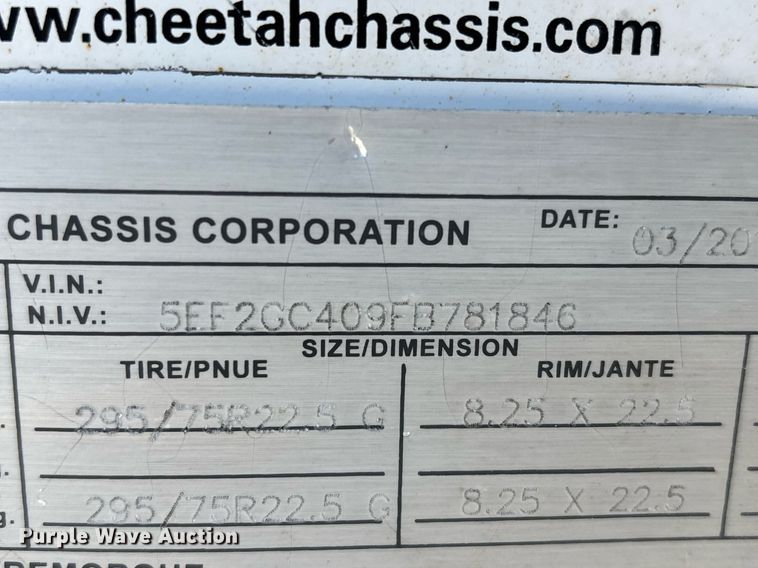 w.cheetahchassis.com
CHASSIS CORPORATION DATE: 03/20
V.I.N.:
N.I.V.: 5EF2GC409FB781846
SIZE/DIMENSION
TIRE/PNUE RIM/JANTE
295/75R22.5 G 8.25 X 22.5
295/75R22.5 G 8.25 X 22.5
g.
Purple Wave Auction